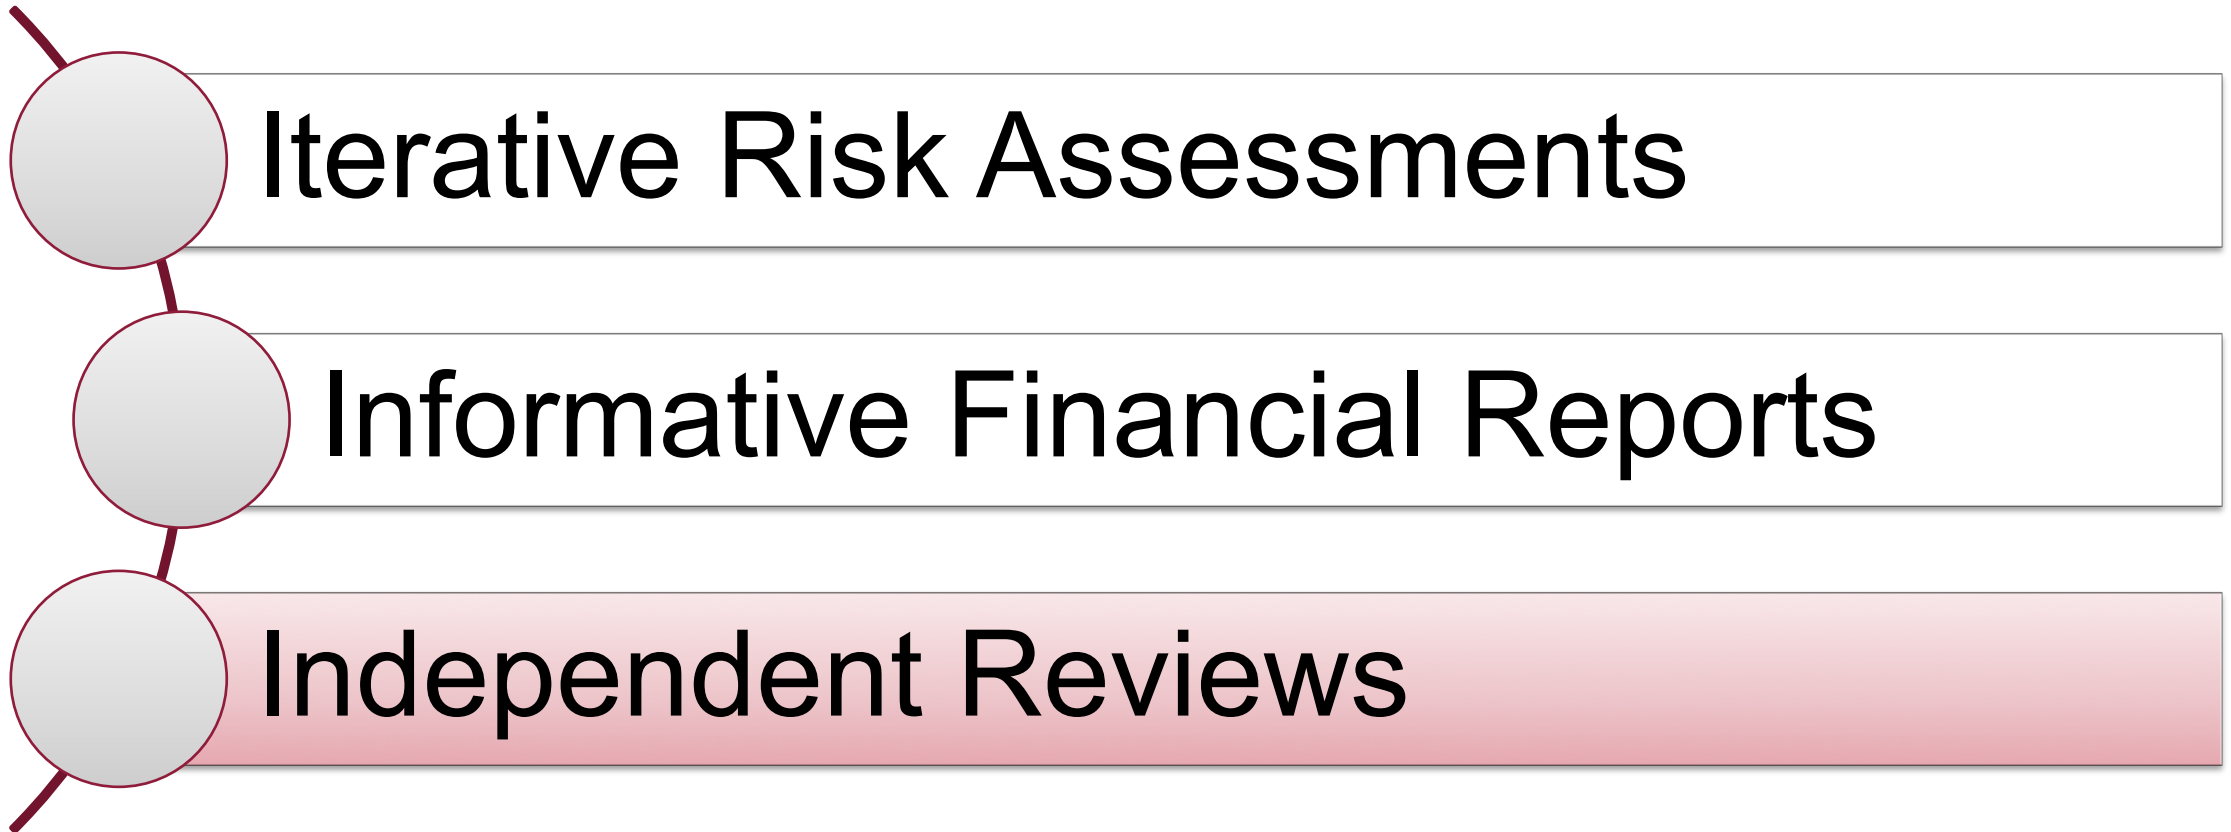 Iterative Risk Assessments
Informative Financial Reports
Independent Reviews